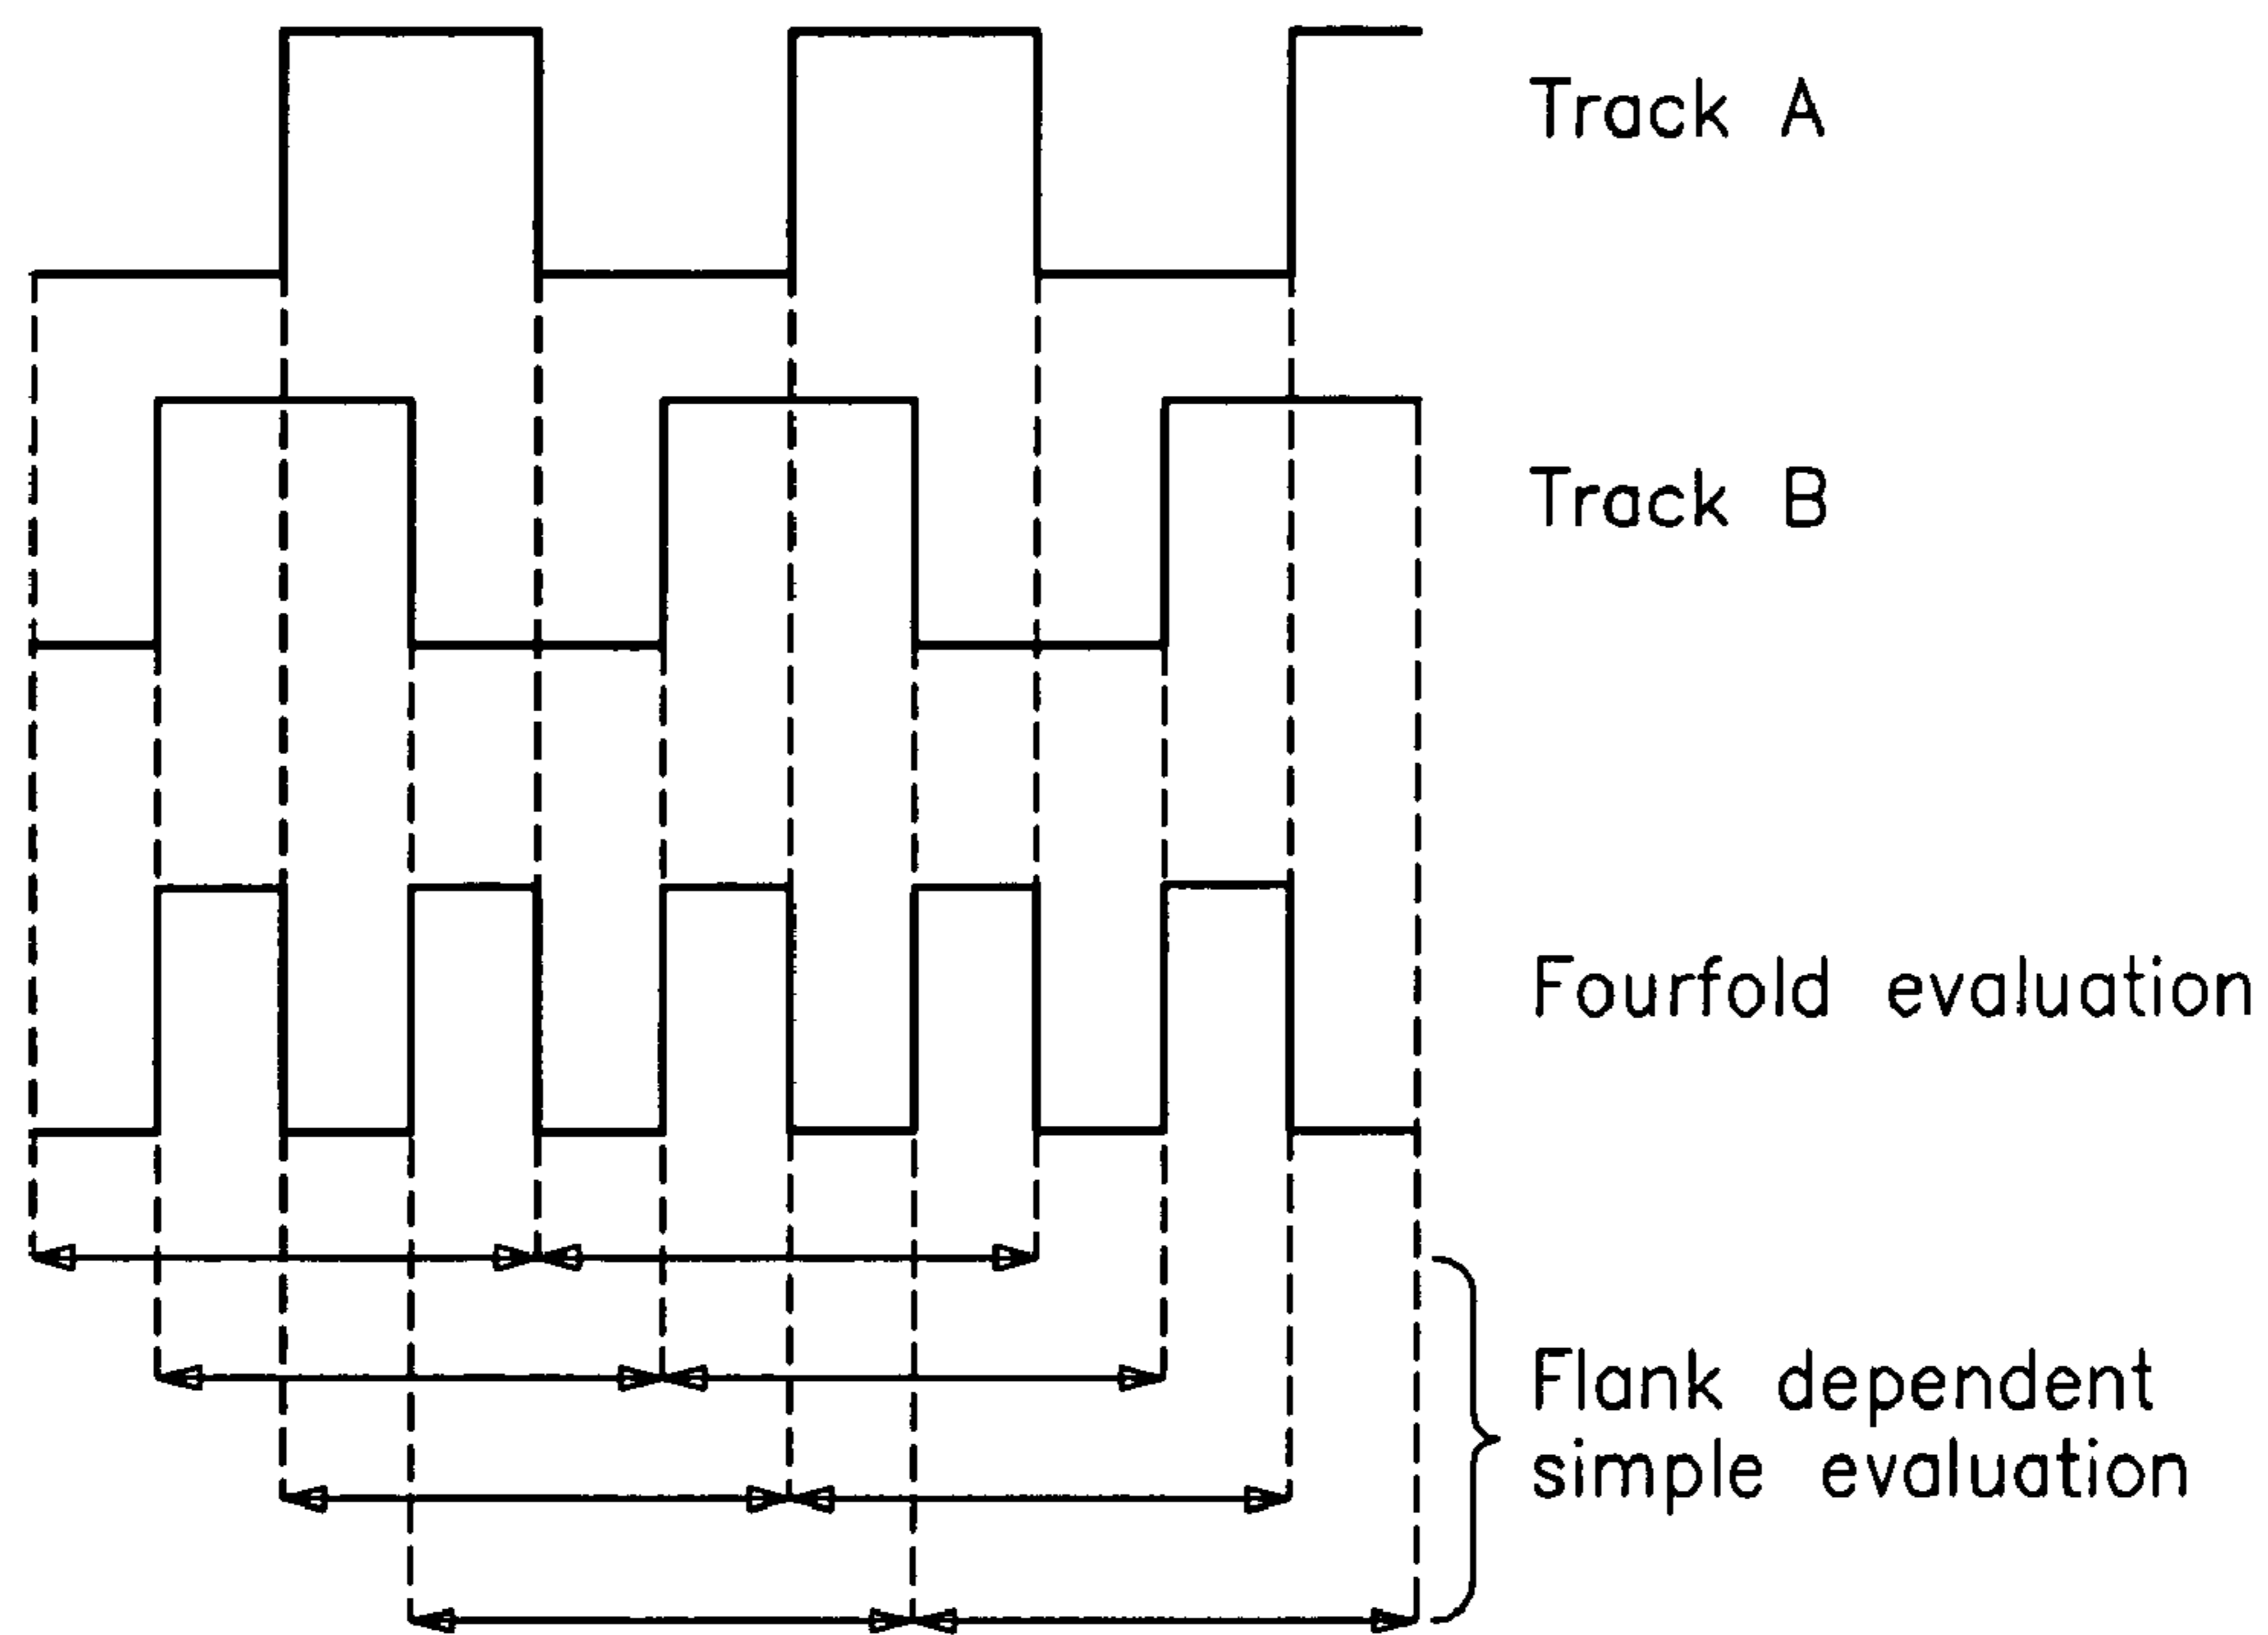 Track A
Track B
Fourfold evaluation
Flank dependent
simple evaluation